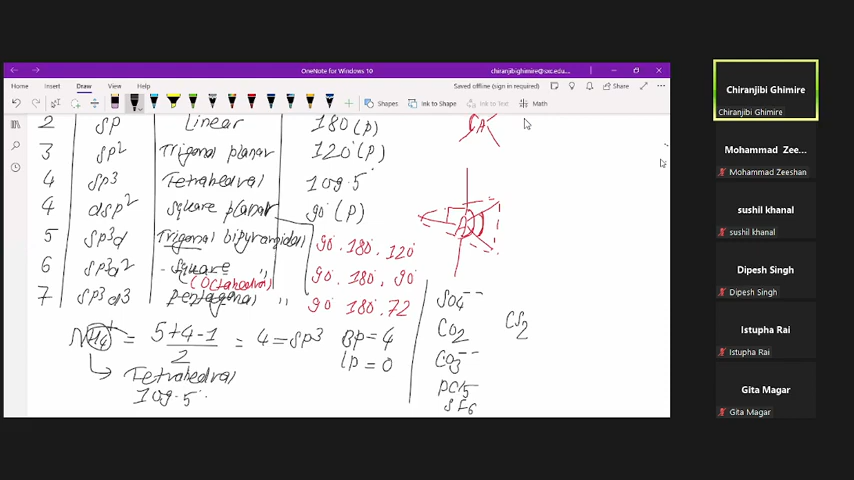 OneNote for Windows 10
chiranjibighimire@sxc.edu...
Home Insert Draw View Help
Saved offline (sign in required) Share
Shapes Ink to Shape Ink to Text Math
2 sp Linear 180(p)
3 sp2 Trigonal planar 120°(p)
4 sp3 Tetrahedral 109.5°
4 dsp2 square planar 90°(p)
5 sp3d Trigonal bipyramidal 90°.180.120
6 sp3d2 - square " 90°.180°.90
(Octahedral)
7 sp3d3 pentagonal " 90° 180°.72
NH4+ = 5+4-1/2 = 4 = sp3 BP=4
LP=0
Tetrahedral
109.5°
A
A
SO4--
CO2
CO3--
PCl5
SF6
CS2
Chiranjibi Ghimire
Chiranjibi Ghimire
Mohammad Zee...
Mohammad Zeeshan
sushil khanal
sushil khanal
Dipesh Singh
Dipesh Singh
Istupha Rai
Istupha Rai
Gita Magar
Gita Magar